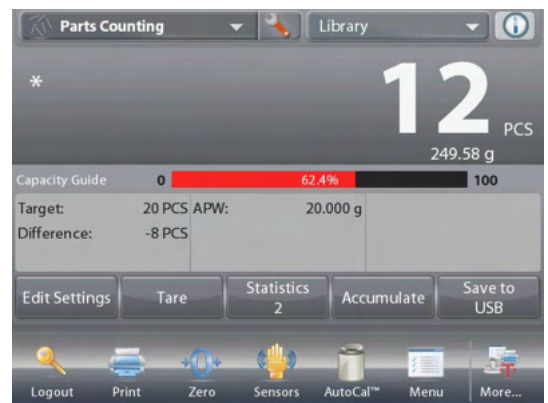 Parts Counting
Library
*
12 PCS
249.58 g
Capacity Guide 0 62.4% 100
Target: 20 PCS APW: 20.000 g
Difference: -8 PCS
Edit Settings
Tare
Statistics
2
Accumulate
Save to
USB
Logout Print Zero Sensors AutoCal™ Menu More...